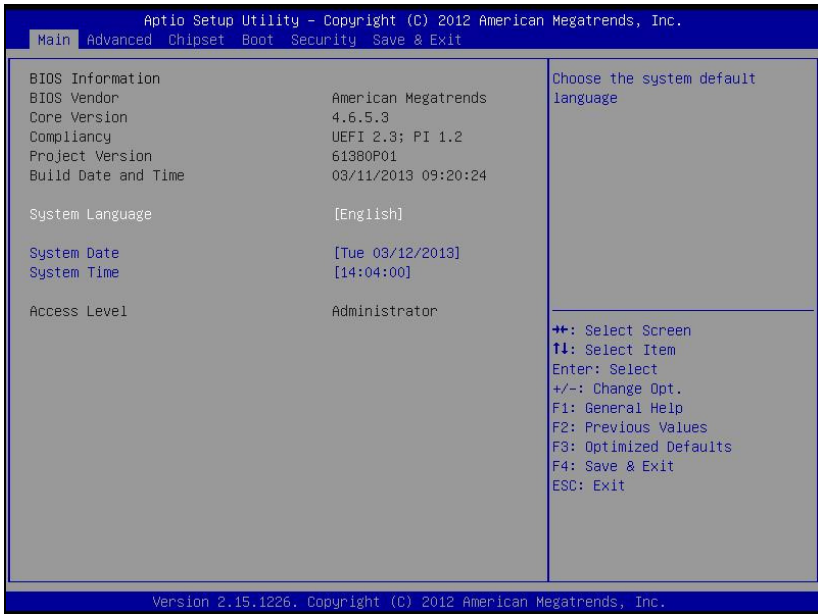 Aptio Setup Utility – Copyright (C) 2012 American Megatrends, Inc.
Main Advanced Chipset Boot Security Save & Exit
BIOS Information
BIOS Vendor American Megatrends
Core Version 4.6.5.3
Compliancy UEFI 2.3; PI 1.2
Project Version 61380P01
Build Date and Time 03/11/2013 09:20:24
System Language [English]
System Date [Tue 03/12/2013]
System Time [14:04:00]
Access Level Administrator
Choose the system default
language
→←: Select Screen
↑↓: Select Item
Enter: Select
+/-: Change Opt.
F1: General Help
F2: Previous Values
F3: Optimized Defaults
F4: Save & Exit
ESC: Exit
Version 2.15.1226. Copyright (C) 2012 American Megatrends, Inc.